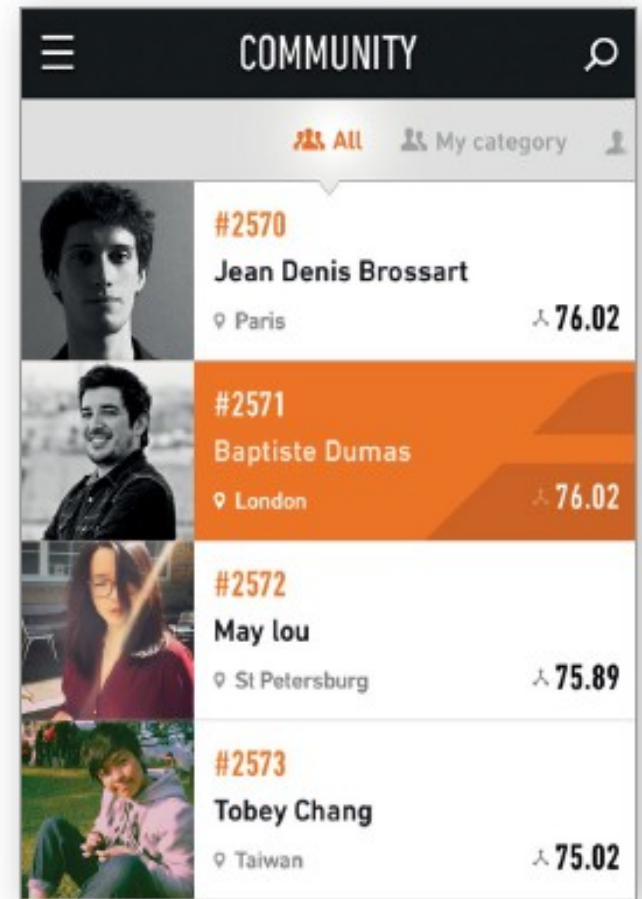 COMMUNITY
All My category
#2570
Jean Denis Brossart
Paris 76.02
#2571
Baptiste Dumas
London 76.02
#2572
May lou
St Petersburg 75.89
#2573
Tobey Chang
Taiwan 75.02